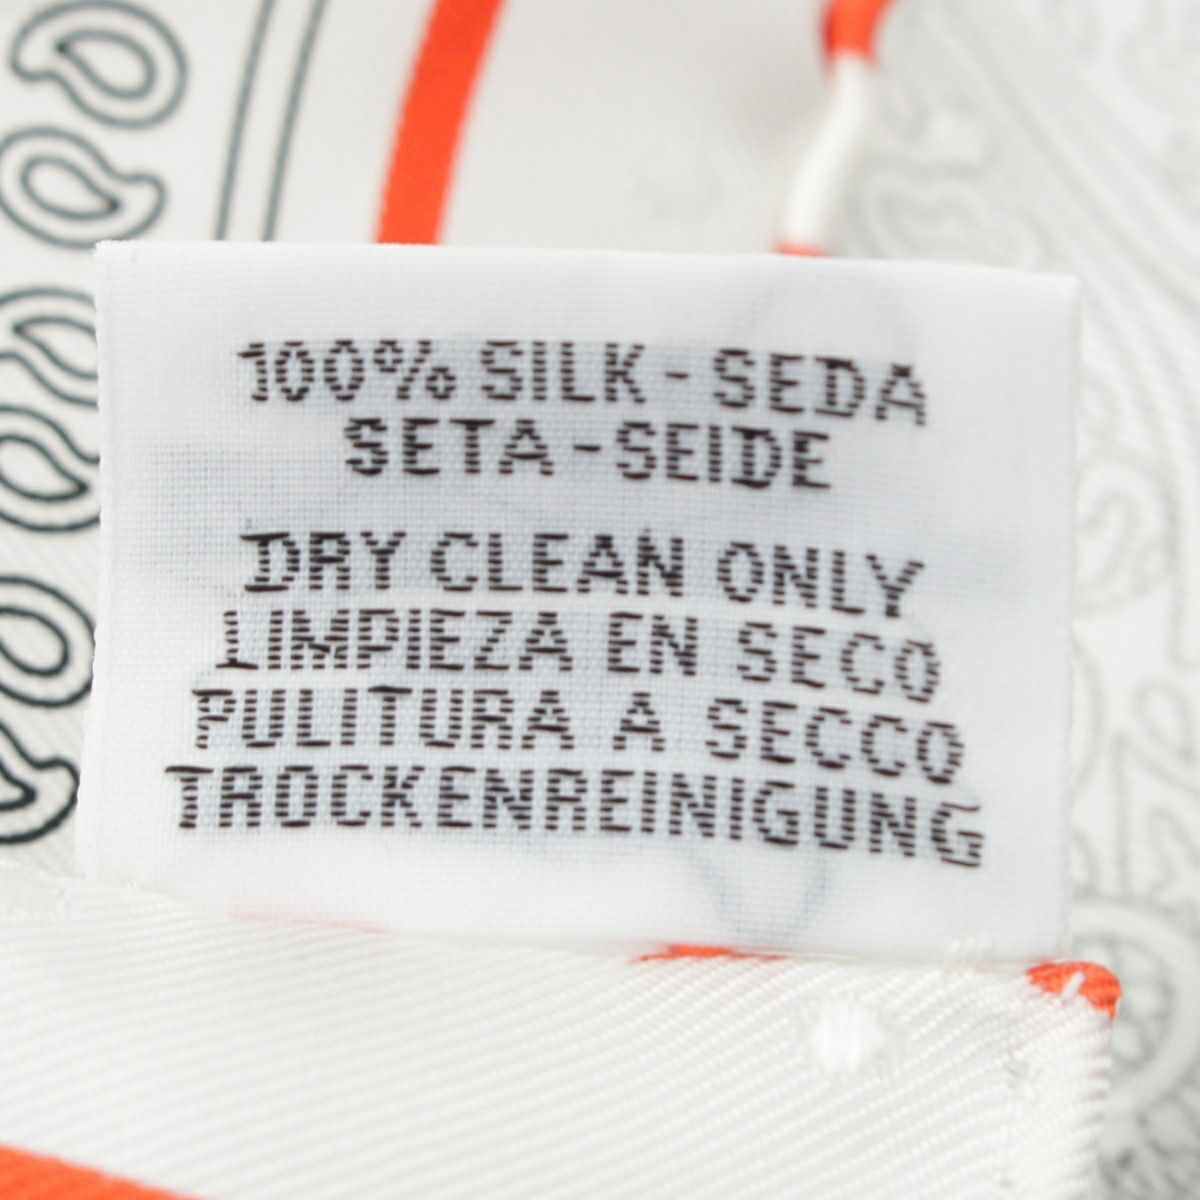 100% SILK - SEDA
SETA - SEIDE
DRY CLEAN ONLY
LIMPIEZA EN SECO
PULITURA A SECCO
TROCKENREINIGUNG